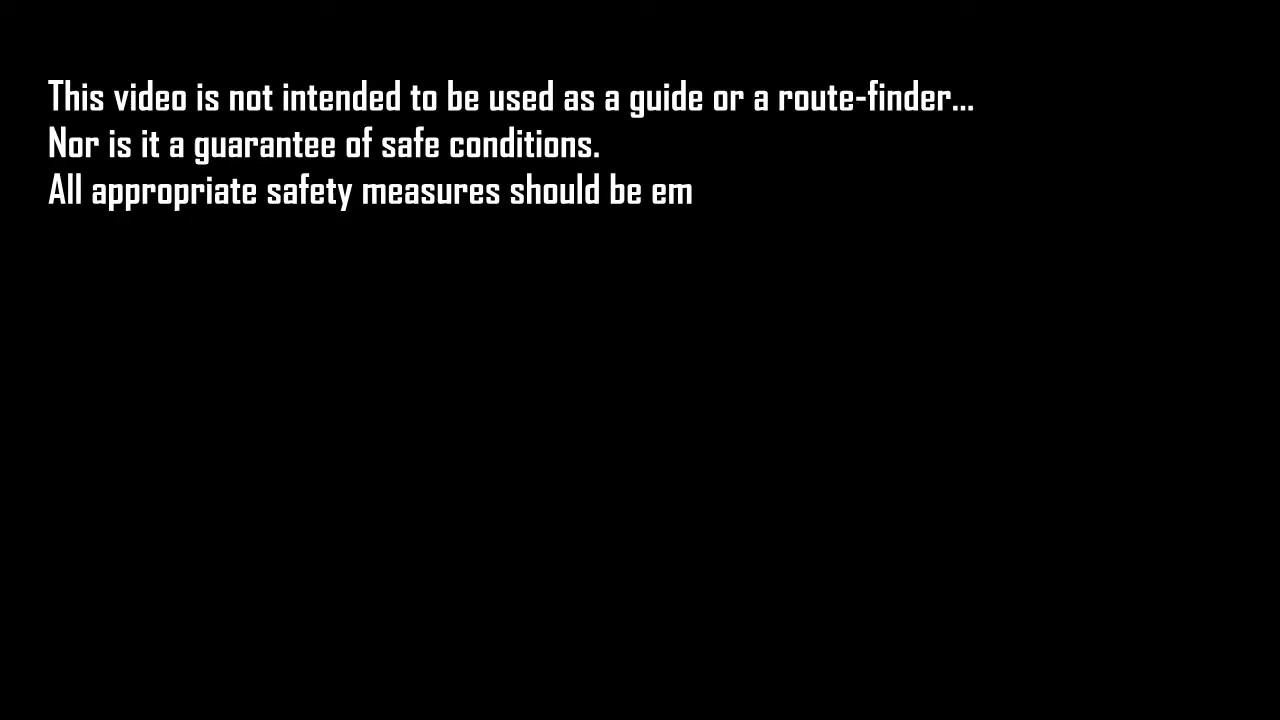 This video is not intended to be used as a guide or a route-finder...
Nor is it a guarantee of safe conditions.
All appropriate safety measures should be em